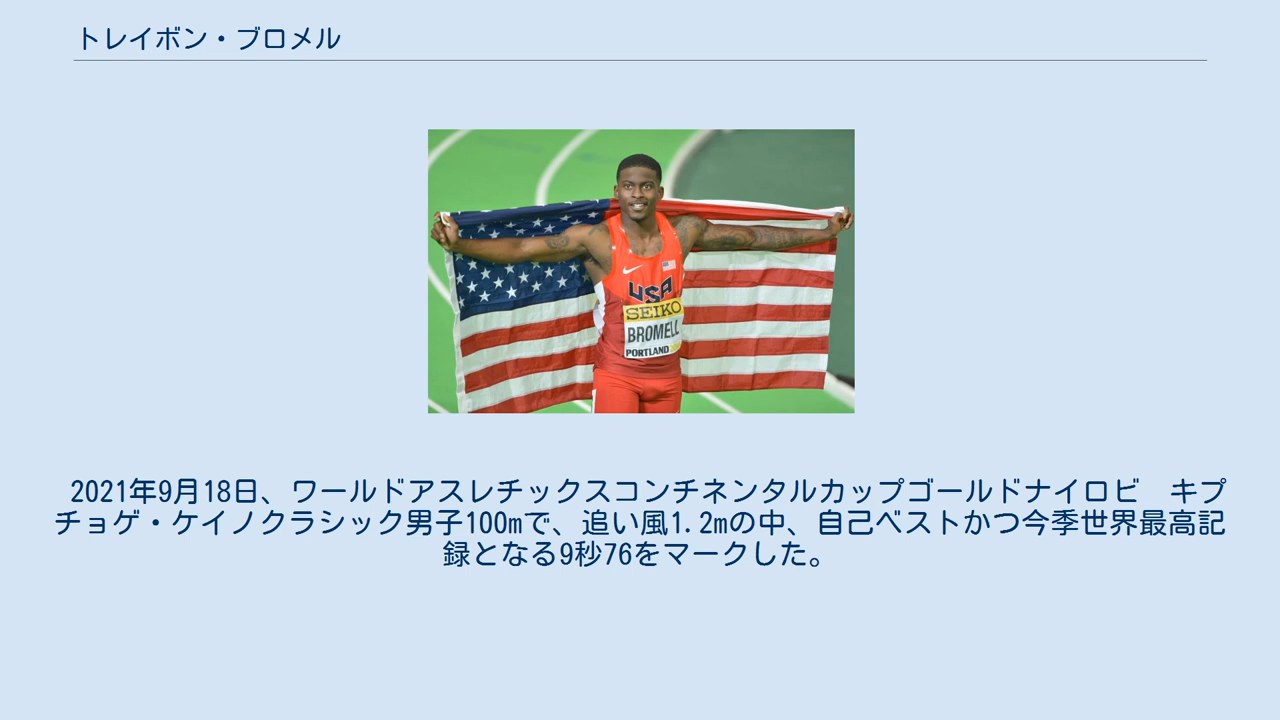 トレイボン・ブロメル
USA
SEIKO
BROMELL
PORTLAND
2021年9月18日、ワールドアスレチックスコンチネンタルカップゴールドナイロビ　キプ
チョゲ・ケイノクラシック男子100mで、追い風1.2mの中、自己ベストかつ今季世界最高記
録となる9秒76をマークした。